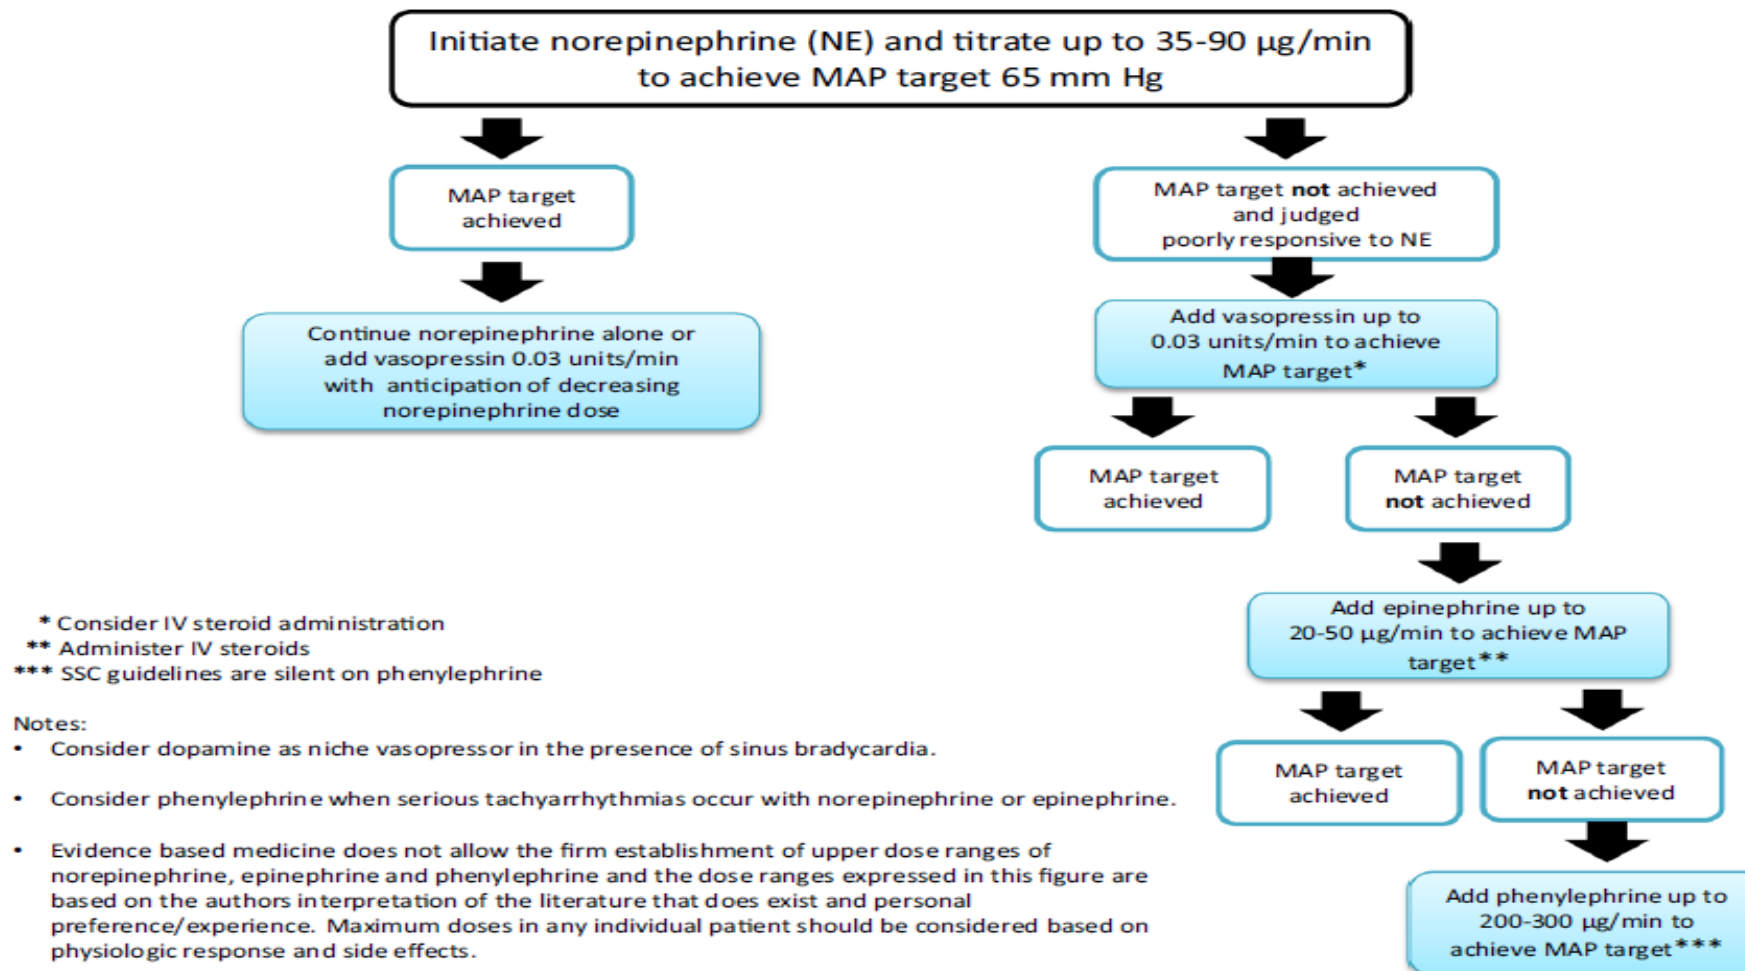 Initiate norepinephrine (NE) and titrate up to 35-90 µg/min
to achieve MAP target 65 mm Hg
MAP target
achieved
Continue norepinephrine alone or
add vasopressin 0.03 units/min
with anticipation of decreasing
norepinephrine dose
MAP target not achieved
and judged
poorly responsive to NE
Add vasopressin up to
0.03 units/min to achieve
MAP target*
MAP target
achieved
MAP target
not achieved
Add epinephrine up to
20-50 µg/min to achieve MAP
target**
MAP target
achieved
MAP target
not achieved
Add phenylephrine up to
200-300 µg/min to
achieve MAP target***
* Consider IV steroid administration
** Administer IV steroids
*** SSC guidelines are silent on phenylephrine
Notes:
• Consider dopamine as niche vasopressor in the presence of sinus bradycardia.
• Consider phenylephrine when serious tachyarrhythmias occur with norepinephrine or epinephrine.
• Evidence based medicine does not allow the firm establishment of upper dose ranges of
norepinephrine, epinephrine and phenylephrine and the dose ranges expressed in this figure are
based on the authors interpretation of the literature that does exist and personal
preference/experience. Maximum doses in any individual patient should be considered based on
physiologic response and side effects.